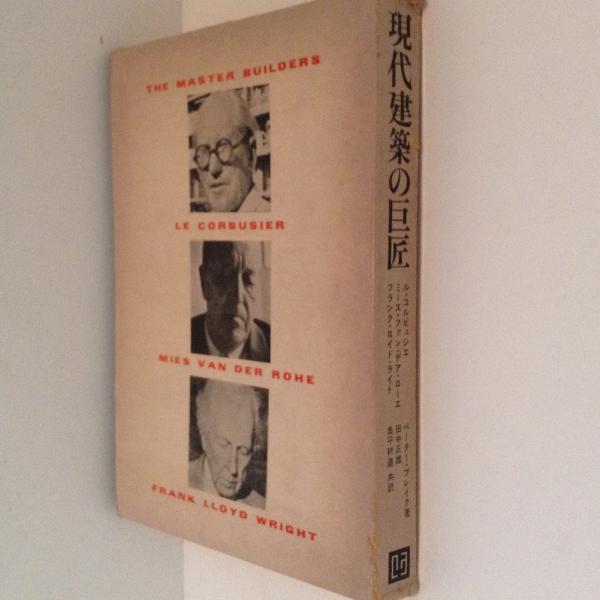 THE MASTER BUILDERS
LE CORBUSIER
MIES VAN DER ROHE
FRANK LLOYD WRIGHT
現代建築の巨匠
ル・コルビュジエ
ミース・ファン・デア・ローエ
フランク・ロイド・ライト
ペーター・ブレイク著
田中正雄
奥平耕造 共訳